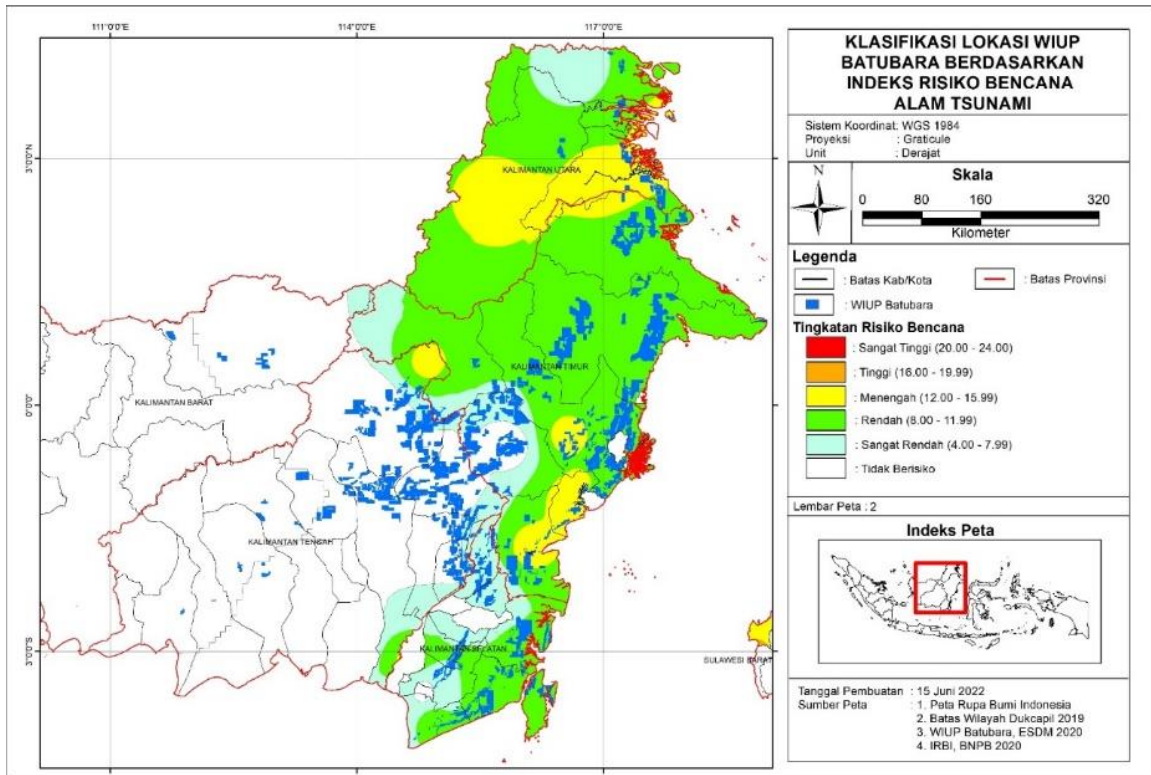 111°0'0"E
114°0'0"E
117°0'0"E
3°0'0"N
0°0'0"
3°0'0"S
KALIMANTAN UTARA
KALIMANTAN TIMUR
KALIMANTAN BARAT
KALIMANTAN TENGAH
KALIMANTAN SELATAN
SULAWESI BARAT
KLASIFIKASI LOKASI WIUP
BATUBARA BERDASARKAN
INDEKS RISIKO BENCANA
ALAM TSUNAMI
Sistem Koordinat: WGS 1984
Proyeksi : Graticule
Unit : Derajat
N
Skala
0 80 160 320
Kilometer
Legenda
: Batas Kab/Kota
: Batas Provinsi
: WIUP Batubara
Tingkatan Risiko Bencana
: Sangat Tinggi (20.00 - 24.00)
: Tinggi (16.00 - 19.99)
: Menengah (12.00 - 15.99)
: Rendah (8.00 - 11.99)
: Sangat Rendah (4.00 - 7.99)
: Tidak Berisiko
Lembar Peta : 2
Indeks Peta
Tanggal Pembuatan : 15 Juni 2022
Sumber Peta : 1. Peta Rupa Bumi Indonesia
2. Batas Wilayah Dukcapil 2019
3. WIUP Batubara, ESDM 2020
4. IRBI, BNPB 2020